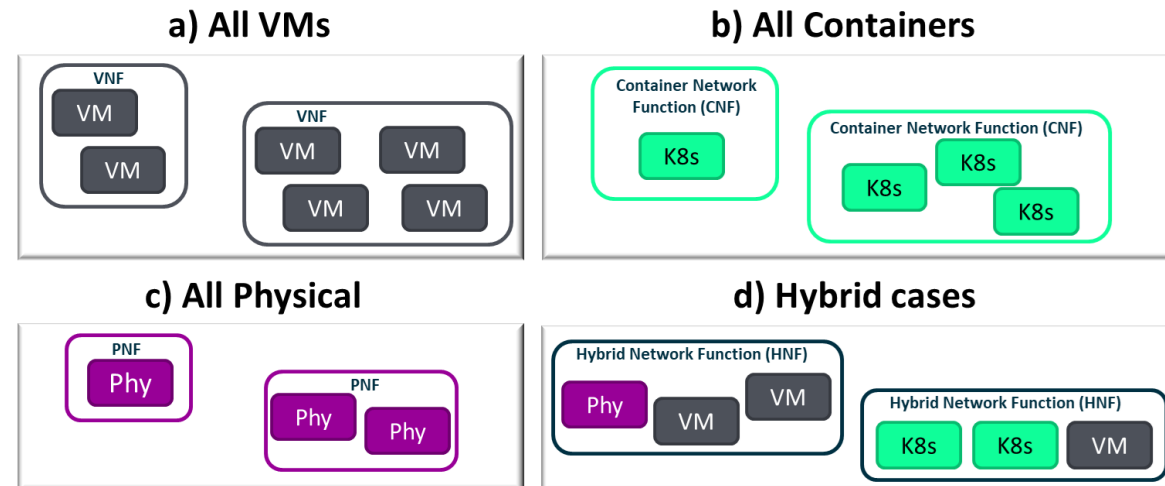 a) All VMs
VNF
VM
VM
VNF
VM
VM
VM
VM
b) All Containers
Container Network
Function (CNF)
K8s
Container Network Function (CNF)
K8s
K8s
K8s
c) All Physical
PNF
Phy
PNF
Phy
Phy
d) Hybrid cases
Hybrid Network Function (HNF)
Phy
VM
VM
Hybrid Network Function (HNF)
K8s
K8s
VM